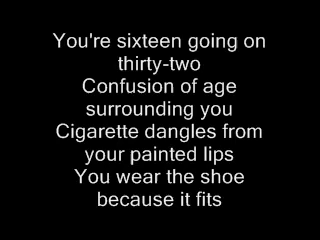 You're sixteen going on
thirty-two
Confusion of age
surrounding you
Cigarette dangles from
your painted lips
You wear the shoe
because it fits